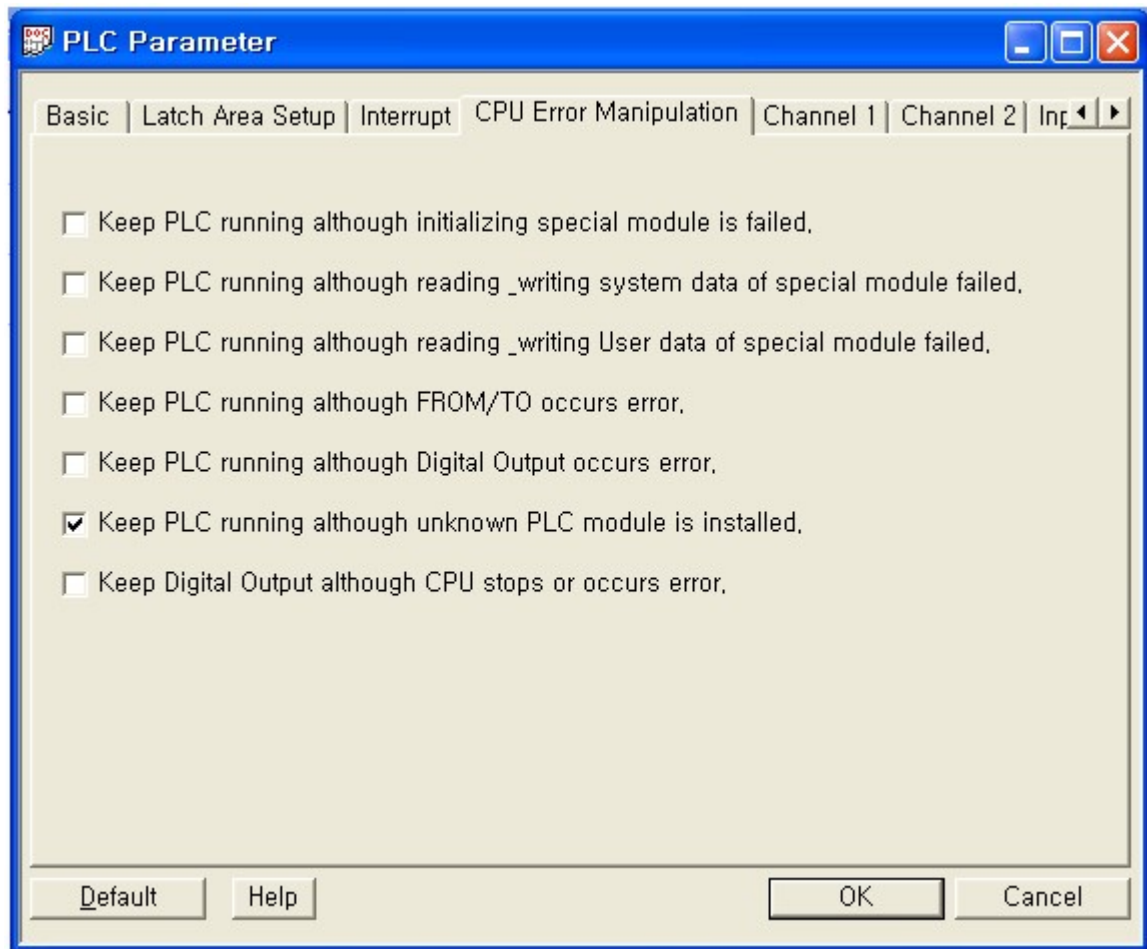 PLC Parameter
Basic Latch Area Setup Interrupt CPU Error Manipulation Channel 1 Channel 2 Inp
Keep PLC running although initializing special module is failed,
Keep PLC running although reading _writing system data of special module failed,
Keep PLC running although reading _writing User data of special module failed,
Keep PLC running although FROM/TO occurs error,
Keep PLC running although Digital Output occurs error,
Keep PLC running although unknown PLC module is installed,
Keep Digital Output although CPU stops or occurs error,
Default Help OK Cancel